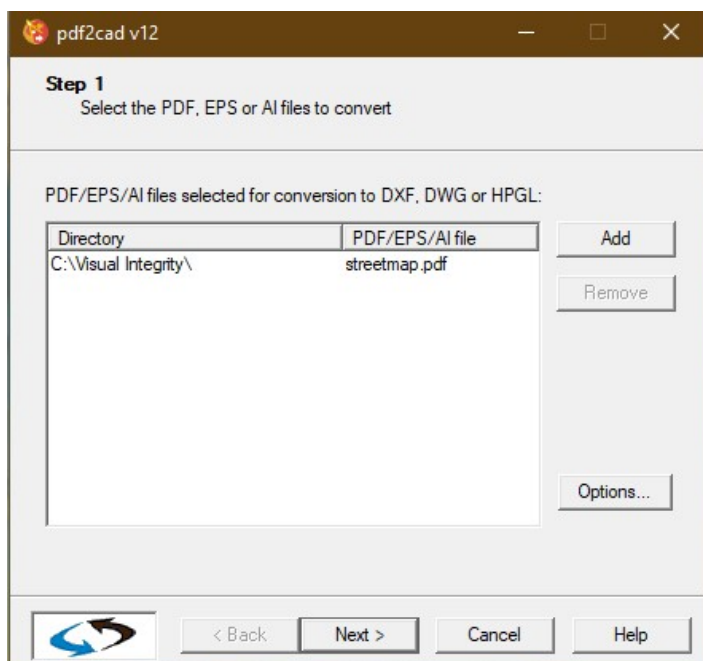 pdf2cad v12
Step 1
Select the PDF, EPS or AI files to convert
PDF/EPS/AI files selected for conversion to DXF, DWG or HPGL:
Directory PDF/EPS/AI file
C:\Visual Integrity\ streetmap.pdf
Add
Remove
Options...
< Back Next > Cancel Help